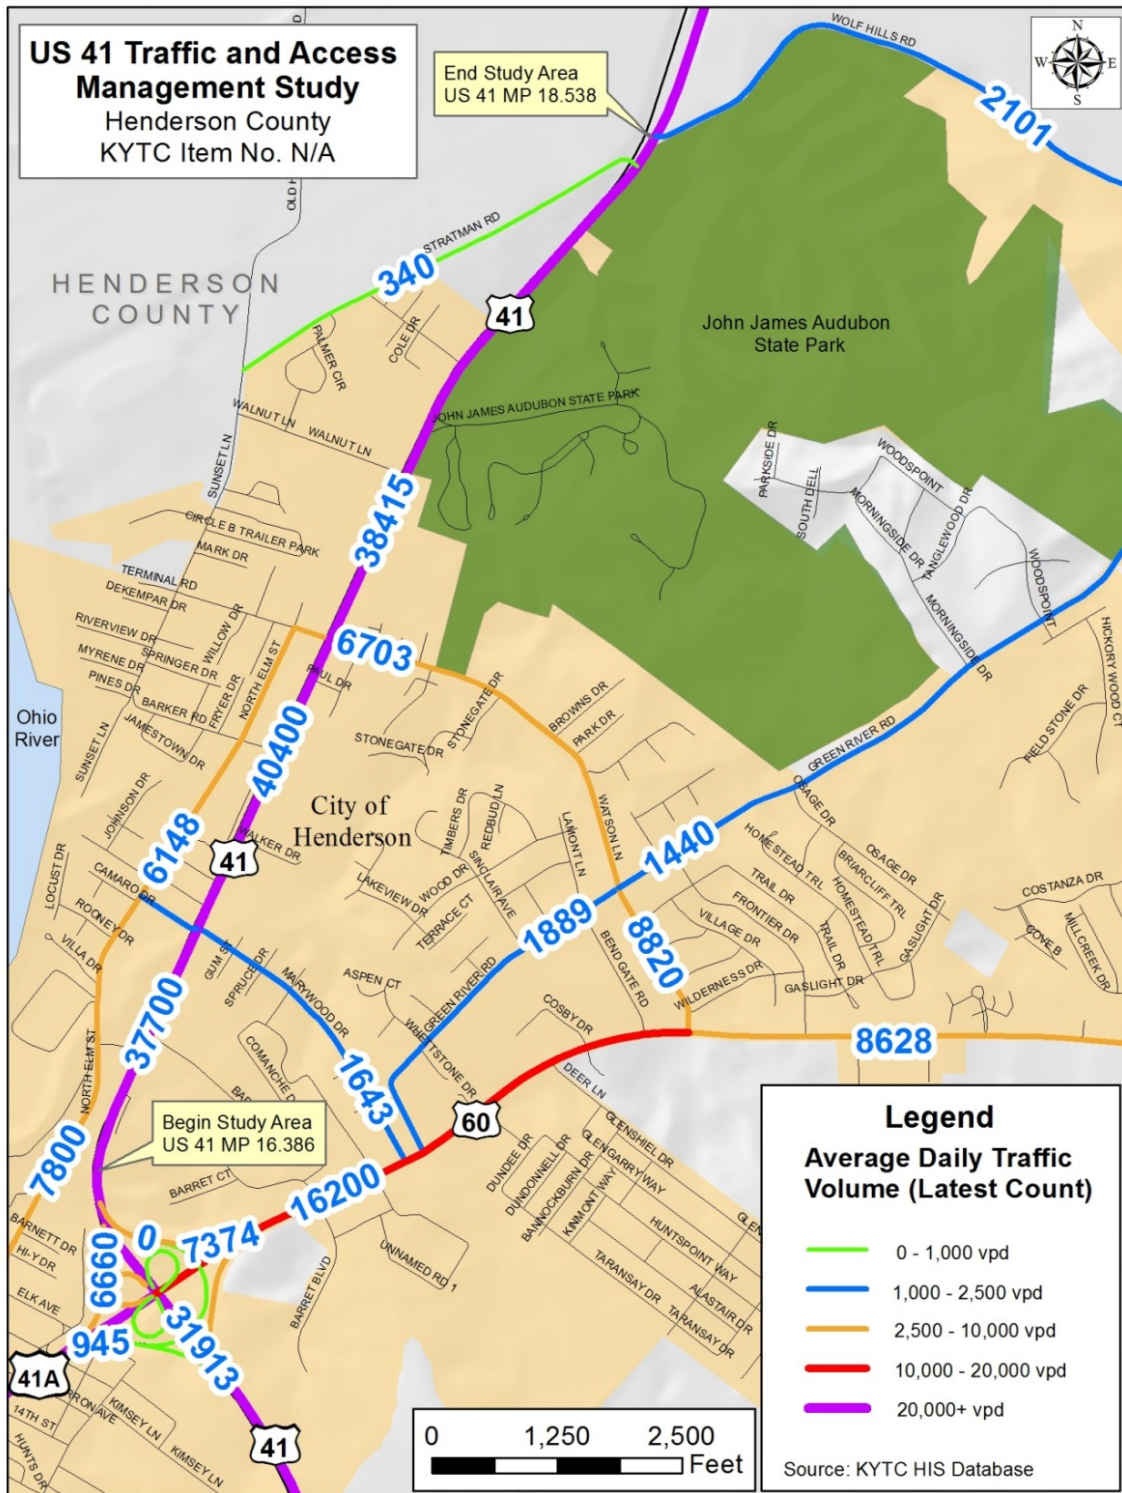 US 41 Traffic and Access
Management Study
Henderson County
KYTC Item No. N/A
End Study Area
US 41 MP 18.538
WOLF HILLS RD
N
W
E
S
2101
STRATMAN RD
340
HENDERSON
COUNTY
41
John James Audubon
State Park
PALMER CIR
COLE DR
JOHN JAMES AUDUBON STATE PARK
WALNUT LN
WALNUT LN
SUNSET LN
PARKSIDE DR
SOUTH DELL
WOODSPOINT
MORNINGSIDE DR
TANGLEWOOD DR
WOODSPOINT
MORNINGSIDE DR
38415
CIRCLE B TRAILER PARK
MARK DR
TERMINAL RD
DEKEMPAR DR
RIVERVIEW DR
WILLOW DR
MYRENE DR
SPRINGER DR
PINES DR
FRYER DR
NORTH ELM ST
BARKER RD
JAMESTOWN DR
SUNSET LN
6703
PAUL DR
STONEGATE DR
STONEGATE DR
BROWNS DR
PARK DR
HICKORY WOOD CT
FIELD STONE DR
GREEN RIVER RD
Ohio
River
40400
City of
Henderson
JOHNSON DR
6148
WALKER DR
41
TIMBERS DR
REDBUD LN
LAMONT LN
WATSON LN
1440
OSAGE DR
OSAGE DR
HOMESTEAD TRL
BRIARCLIFF TRL
HOMESTEAD TRL
TRAIL DR
FRONTIER DR
TRAIL DR
VILLAGE DR
GASLIGHT DR
GASLIGHT DR
WILDERNESS DR
COSTANZA DR
COVE B
MILLCREEK DR
LOCUST DR
CAMARO DR
ROONEY DR
VILLA DR
LAKEVIEW DR
WOOD DR
SINCLAIR AVE
TERRACE CT
1889
8820
BEND GATE RD
GUM ST
SPRUCE DR
MARYWOOD DR
ASPEN CT
GREEN RIVER RD
COSBY DR
WHETTSTONE DR
37700
NORTH ELM ST
COMANCHE D
1643
8628
DEER LN
60
Begin Study Area
US 41 MP 16.386
7800
BARRET CT
16200
DUNDEE DR
DUNDONNELL DR
BANNOCKBURN DR
KINMONT WAY
GLENGARRY WAY
GLENSHIEL DR
HUNTSPOINT WAY
TARANSAY DR
ALASTAIR DR
TARANSAY DR
UNNAMED RD 1
BARRET BLVD
BARNETT DR
HI-Y DR
ELK AVE
0
7374
6660
945
31913
41A
14TH ST
KIMSEY LN
KIMSEY LN
HUNTS DR
41
0
1,250
2,500
Feet
Legend
Average Daily Traffic
Volume (Latest Count)
0 - 1,000 vpd
1,000 - 2,500 vpd
2,500 - 10,000 vpd
10,000 - 20,000 vpd
20,000+ vpd
Source: KYTC HIS Database